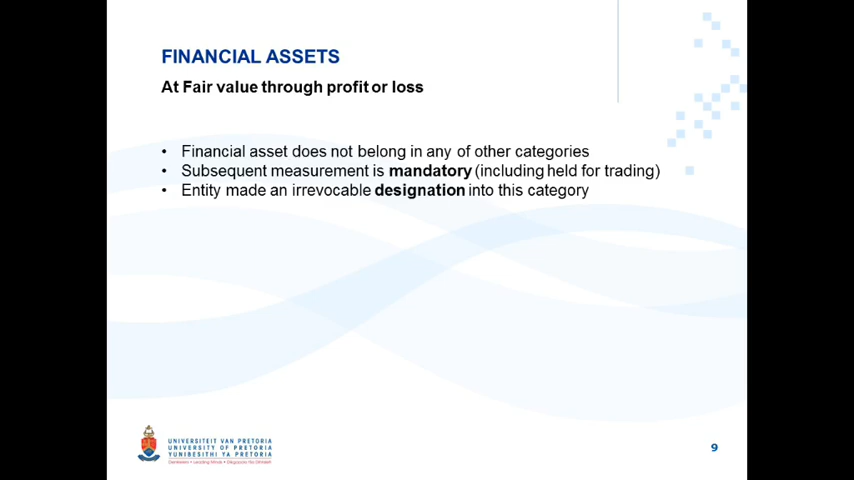 FINANCIAL ASSETS
At Fair value through profit or loss
• Financial asset does not belong in any of other categories
• Subsequent measurement is mandatory (including held for trading)
• Entity made an irrevocable designation into this category
UNIVERSITEIT VAN PRETORIA
UNIVERSITY OF PRETORIA
YUNIBESITHI YA PRETORIA
9